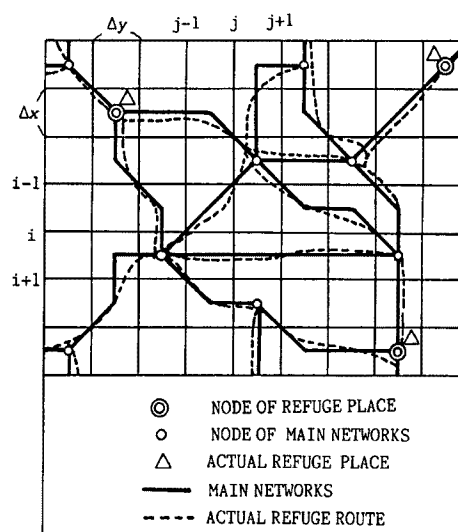 Δy j-1 j j+1
Δx
i-1
i
i+1
NODE OF REFUGE PLACE
NODE OF MAIN NETWORKS
ACTUAL REFUGE PLACE
MAIN NETWORKS
ACTUAL REFUGE ROUTE